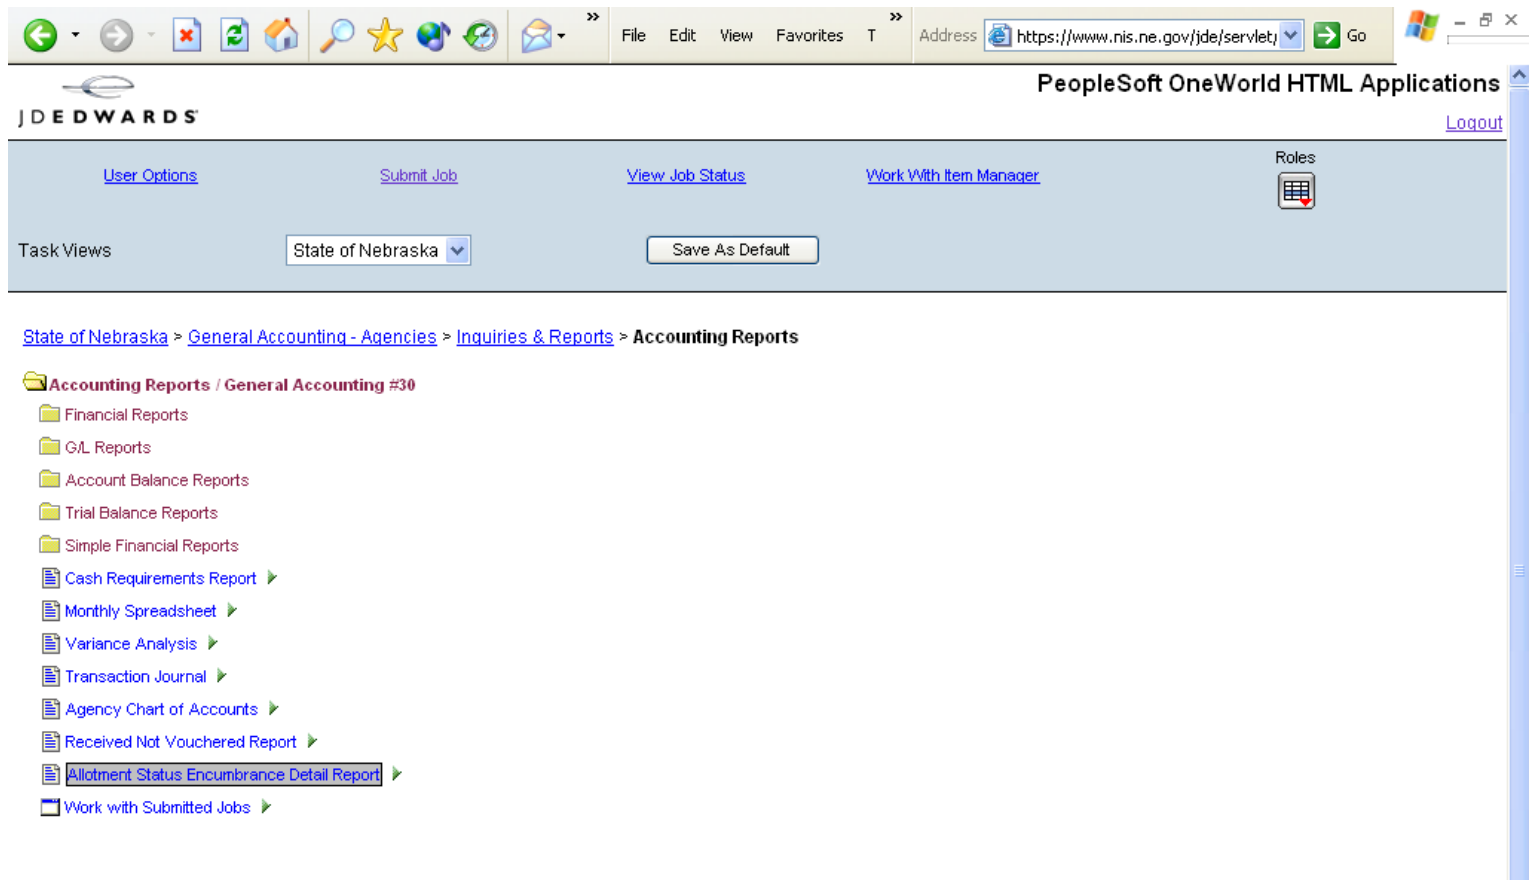 » File Edit View Favorites T » Address https://www.nis.ne.gov/jde/servlet/ Go
JDEDWARDS
PeopleSoft OneWorld HTML Applications
Logout
User Options Submit Job View Job Status Work With Item Manager Roles
Task Views State of Nebraska Save As Default
State of Nebraska > General Accounting - Agencies > Inquiries & Reports > Accounting Reports
Accounting Reports / General Accounting #30
Financial Reports
G/L Reports
Account Balance Reports
Trial Balance Reports
Simple Financial Reports
Cash Requirements Report
Monthly Spreadsheet
Variance Analysis
Transaction Journal
Agency Chart of Accounts
Received Not Vouchered Report
Allotment Status Encumbrance Detail Report
Work with Submitted Jobs